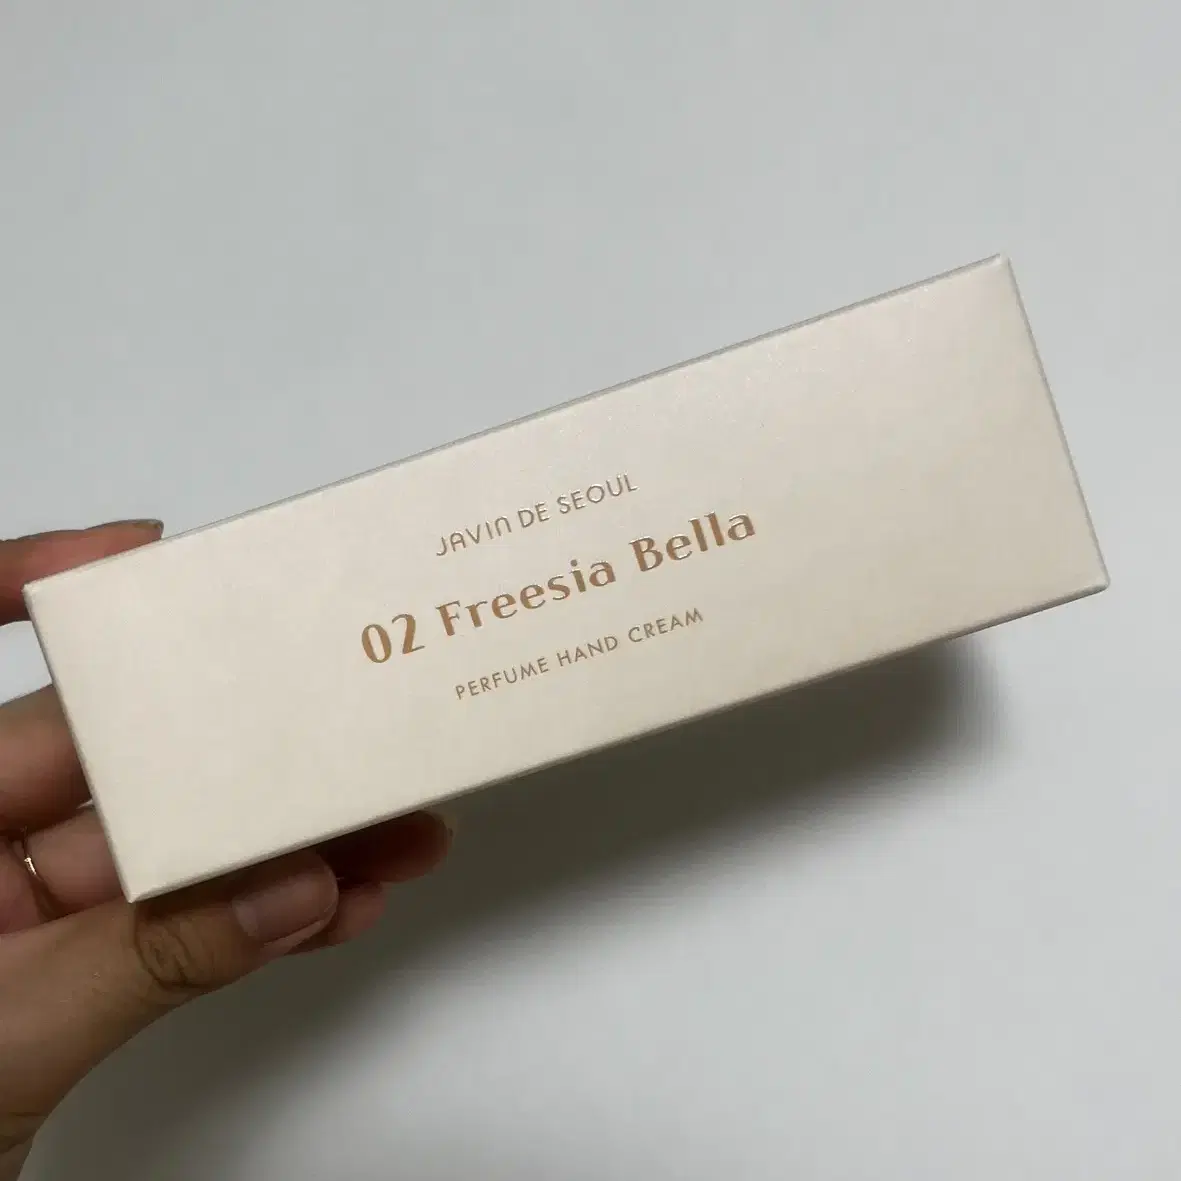 JAVIN DE SEOUL
02 Freesia Bella
PERFUME HAND CREAM